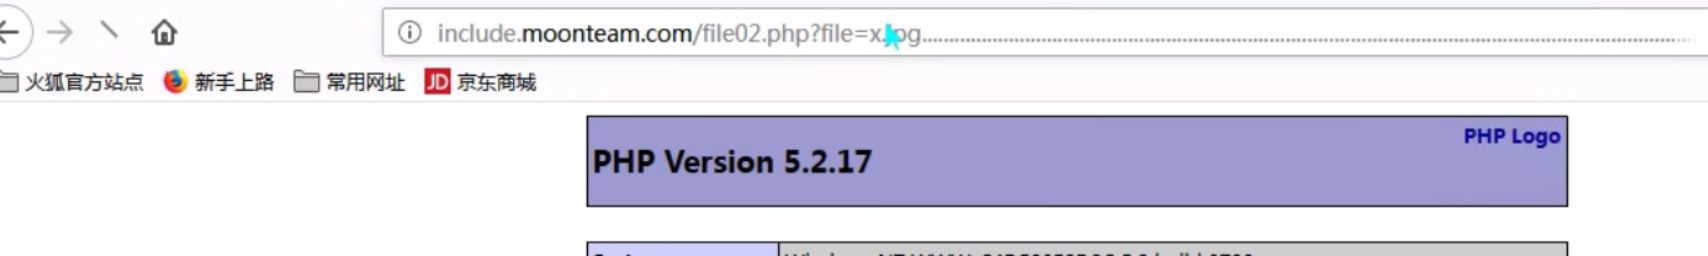 include.moonteam.com/file02.php?file=x.jpg................................................................................
火狐官方站点 新手上路 常用网址 JD 京东商城
PHP Logo
PHP Version 5.2.17